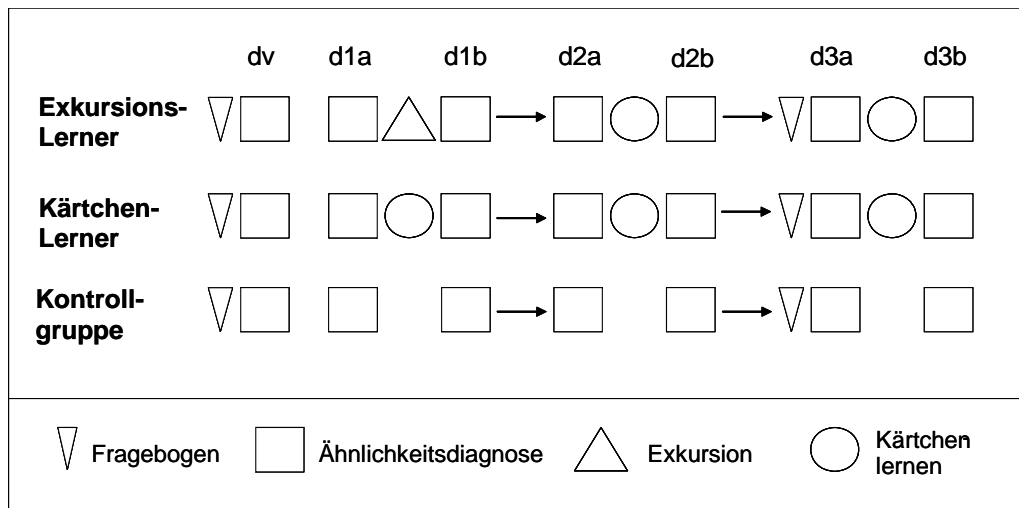 dv d1a d1b d2a d2b d3a d3b
Exkursions-
Lerner
Kärtchen-
Lerner
Kontroll-
gruppe
Fragebogen Ähnlichkeitsdiagnose Exkursion Kärtchen
lernen